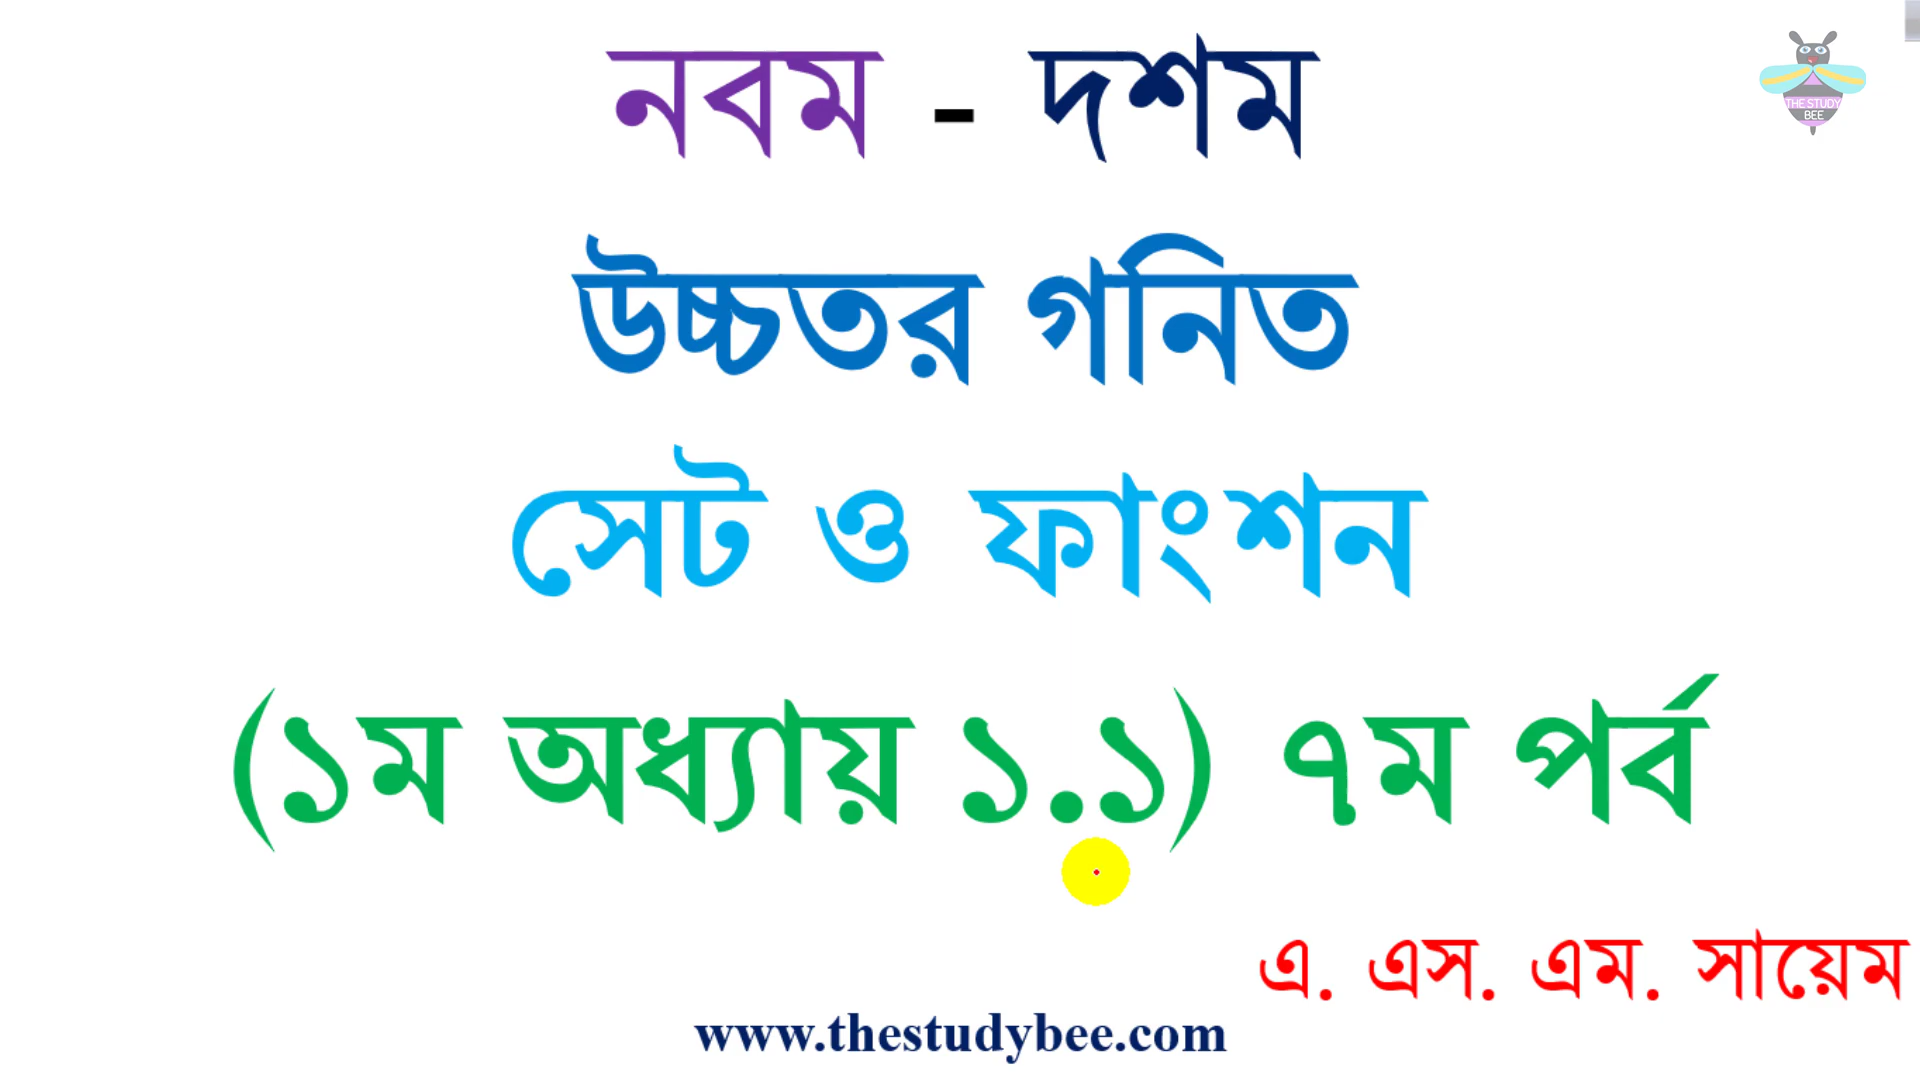 নবম - দশম
THE STUDY
BEE
উচ্চতর গনিত
সেট ও ফাংশন
(১ম অধ্যায় ১.১) ৭ম পর্ব
এ. এস. এম. সায়েম
www.thestudybee.com